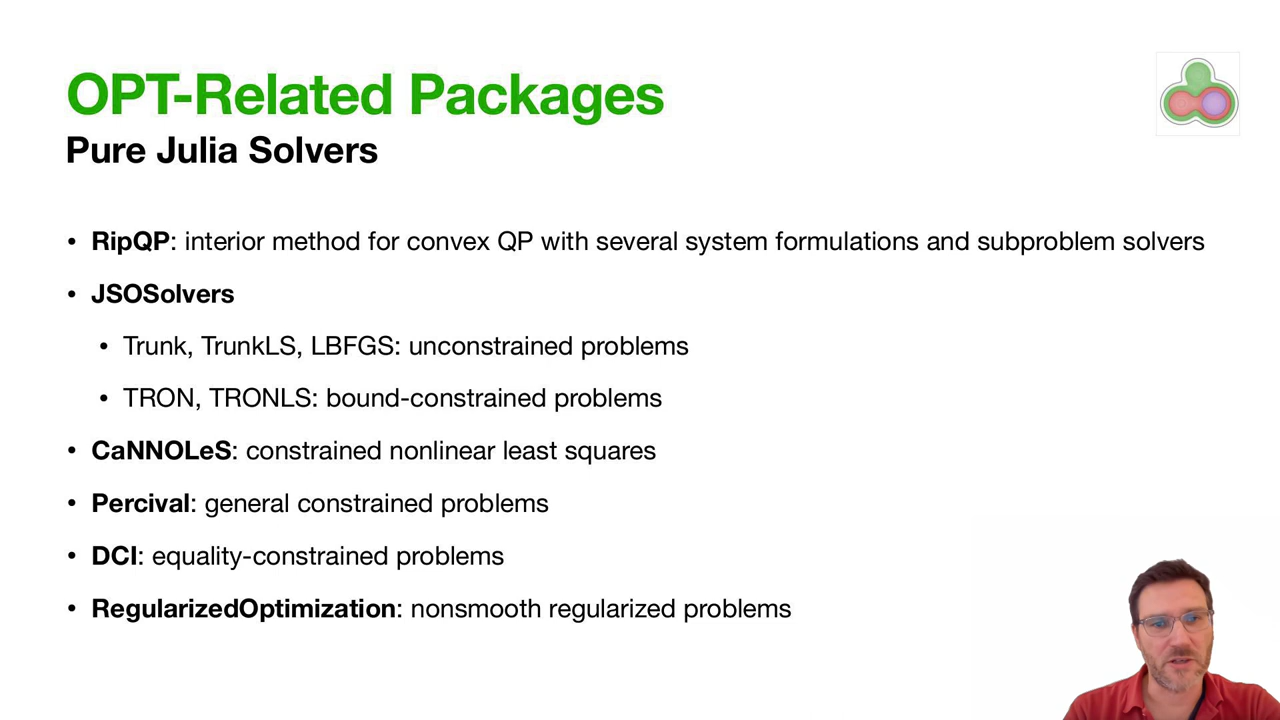 OPT-Related Packages
Pure Julia Solvers
• RipQP: interior method for convex QP with several system formulations and subproblem solvers
• JSOSolvers
• Trunk, TrunkLS, LBFGS: unconstrained problems
• TRON, TRONLS: bound-constrained problems
• CaNNOLeS: constrained nonlinear least squares
• Percival: general constrained problems
• DCI: equality-constrained problems
• RegularizedOptimization: nonsmooth regularized problems